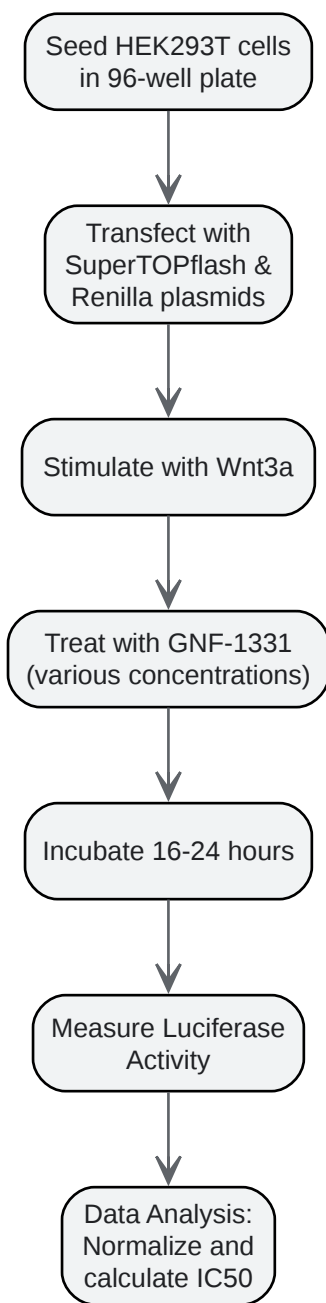 Seed HEK293T cells
in 96-well plate
Transfect with
SuperTOPflash &
Renilla plasmids
Stimulate with Wnt3a
Treat with GNF-1331
(various concentrations)
Incubate 16-24 hours
Measure Luciferase
Activity
Data Analysis:
Normalize and
calculate IC50